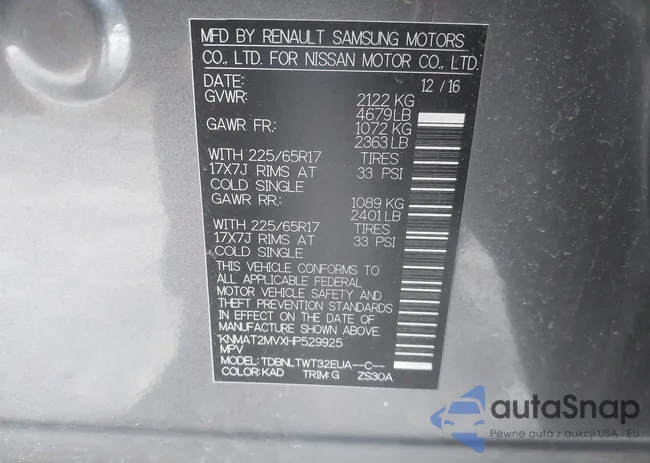 MFD BY RENAULT SAMSUNG MOTORS
CO., LTD. FOR NISSAN MOTOR CO., LTD.
DATE: 12 / 16
GVWR: 2122 KG
4679 LB
GAWR FR: 1072 KG
2363 LB
WITH 225/65R17 TIRES
17X7J RIMS AT 33 PSI
COLD SINGLE
GAWR RR: 1089 KG
2401 LB
WITH 225/65R17 TIRES
17X7J RIMS AT 33 PSI
COLD SINGLE
THIS VEHICLE CONFORMS TO
ALL APPLICABLE FEDERAL
MOTOR VEHICLE SAFETY AND
THEFT PREVENTION STANDARDS
IN EFFECT ON THE DATE OF
MANUFACTURE SHOWN ABOVE.
*KNMAT2MVXHP529925
MPV
MODEL: TDBNLTWT32EUA--C--
COLOR: KAD TRIM: G ZS30A
autaSnap
Pewne auta z aukcji USA i EU